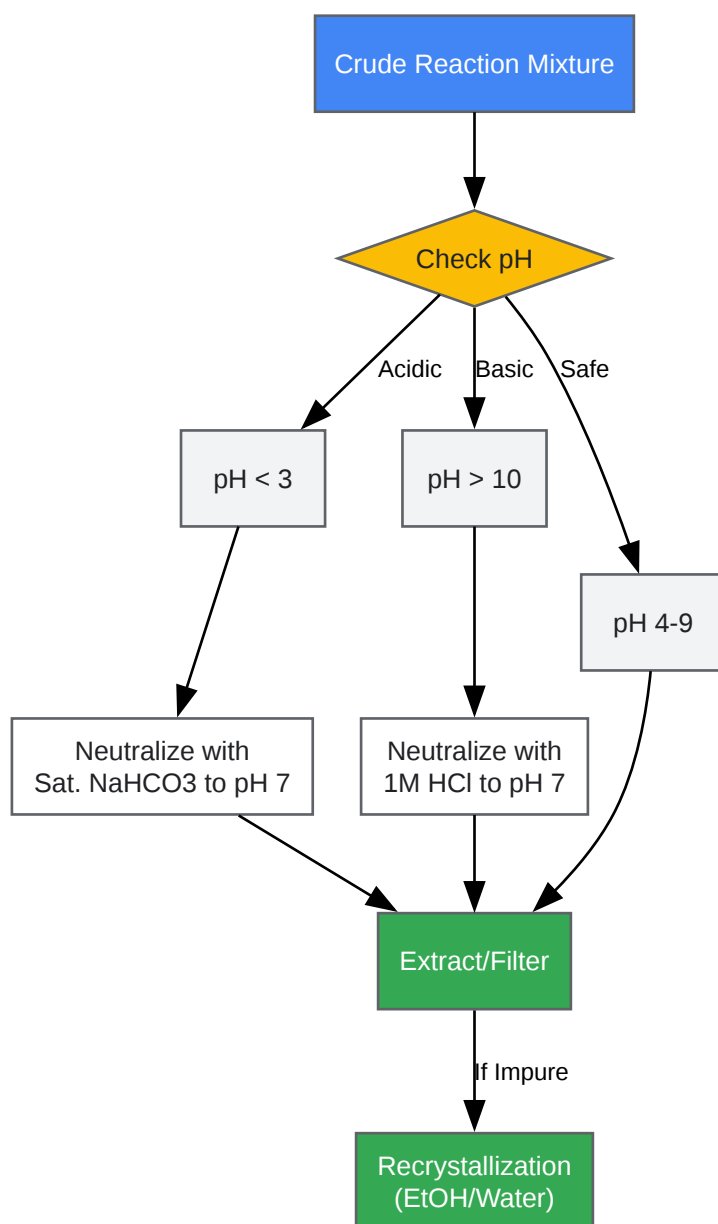 Crude Reaction Mixture
Check pH
Acidic
Basic
Safe
pH < 3
pH > 10
pH 4-9
Neutralize with
Sat. NaHCO3 to pH 7
Neutralize with
1M HCl to pH 7
Extract/Filter
If Impure
Recrystallization
(EtOH/Water)